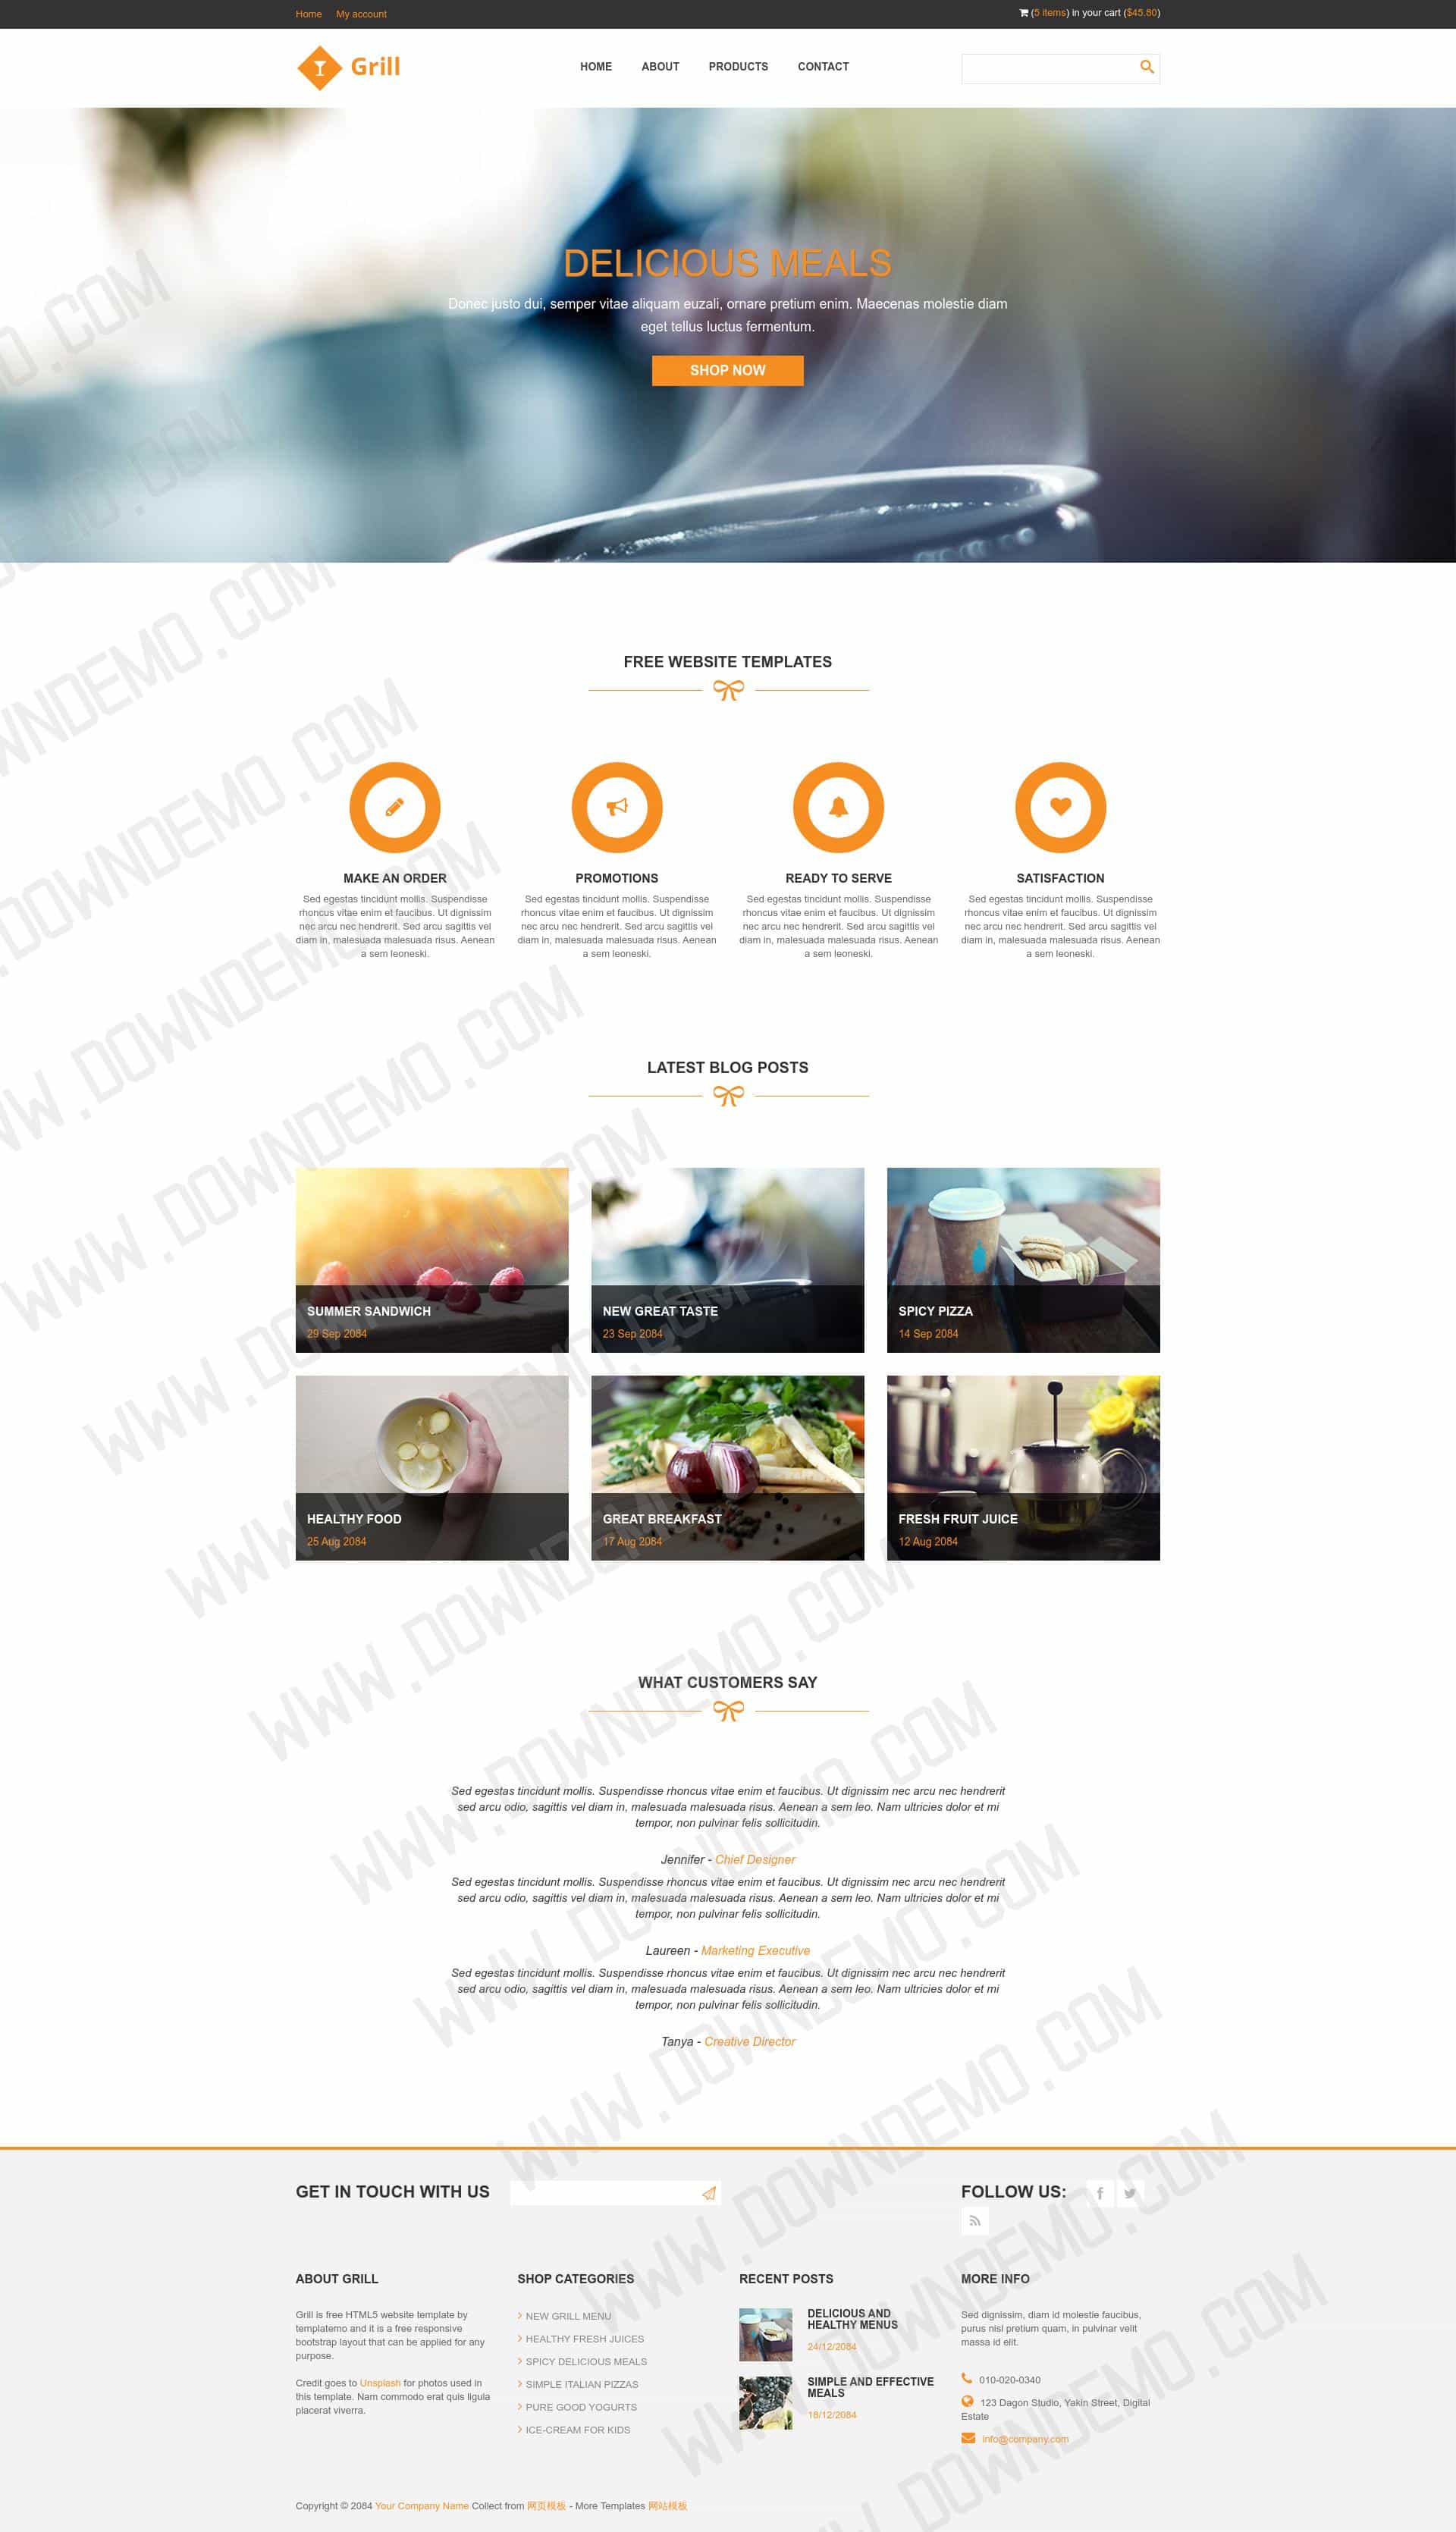 Home My account
(5 items) in your cart ($45.80)
Grill
HOME ABOUT PRODUCTS CONTACT
DELICIOUS MEALS
Donec justo dui, semper vitae aliquam euzali, ornare pretium enim. Maecenas molestie diam
eget tellus luctus fermentum.
SHOP NOW
FREE WEBSITE TEMPLATES
MAKE AN ORDER
Sed egestas tincidunt mollis. Suspendisse
rhoncus vitae enim et faucibus. Ut dignissim
nec arcu nec hendrerit. Sed arcu sagittis vel
diam in, malesuada malesuada risus. Aenean
a sem leoneski.
PROMOTIONS
Sed egestas tincidunt mollis. Suspendisse
rhoncus vitae enim et faucibus. Ut dignissim
nec arcu nec hendrerit. Sed arcu sagittis vel
diam in, malesuada malesuada risus. Aenean
a sem leoneski.
READY TO SERVE
Sed egestas tincidunt mollis. Suspendisse
rhoncus vitae enim et faucibus. Ut dignissim
nec arcu nec hendrerit. Sed arcu sagittis vel
diam in, malesuada malesuada risus. Aenean
a sem leoneski.
SATISFACTION
Sed egestas tincidunt mollis. Suspendisse
rhoncus vitae enim et faucibus. Ut dignissim
nec arcu nec hendrerit. Sed arcu sagittis vel
diam in, malesuada malesuada risus. Aenean
a sem leoneski.
LATEST BLOG POSTS
SUMMER SANDWICH
29 Sep 2084
NEW GREAT TASTE
23 Sep 2084
SPICY PIZZA
14 Sep 2084
HEALTHY FOOD
25 Aug 2084
GREAT BREAKFAST
17 Aug 2084
FRESH FRUIT JUICE
12 Aug 2084
WHAT CUSTOMERS SAY
Sed egestas tincidunt mollis. Suspendisse rhoncus vitae enim et faucibus. Ut dignissim nec arcu nec hendrerit
sed arcu odio, sagittis vel diam in, malesuada malesuada risus. Aenean a sem leo. Nam ultricies dolor et mi
tempor, non pulvinar felis sollicitudin.
Jennifer - Chief Designer
Sed egestas tincidunt mollis. Suspendisse rhoncus vitae enim et faucibus. Ut dignissim nec arcu nec hendrerit
sed arcu odio, sagittis vel diam in, malesuada malesuada risus. Aenean a sem leo. Nam ultricies dolor et mi
tempor, non pulvinar felis sollicitudin.
Laureen - Marketing Executive
Sed egestas tincidunt mollis. Suspendisse rhoncus vitae enim et faucibus. Ut dignissim nec arcu nec hendrerit
sed arcu odio, sagittis vel diam in, malesuada malesuada risus. Aenean a sem leo. Nam ultricies dolor et mi
tempor, non pulvinar felis sollicitudin.
Tanya - Creative Director
GET IN TOUCH WITH US
FOLLOW US:
ABOUT GRILL
Grill is free HTML5 website template by
templatemo and it is a free responsive
bootstrap layout that can be applied for any
purpose.
Credit goes to Unsplash for photos used in
this template. Nam commodo erat quis ligula
placerat viverra.
SHOP CATEGORIES
NEW GRILL MENU
HEALTHY FRESH JUICES
SPICY DELICIOUS MEALS
SIMPLE ITALIAN PIZZAS
PURE GOOD YOGURTS
ICE-CREAM FOR KIDS
RECENT POSTS
DELICIOUS AND
HEALTHY MENUS
24/12/2084
SIMPLE AND EFFECTIVE
MEALS
18/12/2084
MORE INFO
Sed dignissim, diam id molestie faucibus,
purus nisl pretium quam, in pulvinar velit
massa id elit.
010-020-0340
123 Dagon Studio, Yakin Street, Digital
Estate
info@company.com
Copyright © 2084 Your Company Name Collect from 网页模板 - More Templates 网站模板
WWW.DOWNDEMO.COM